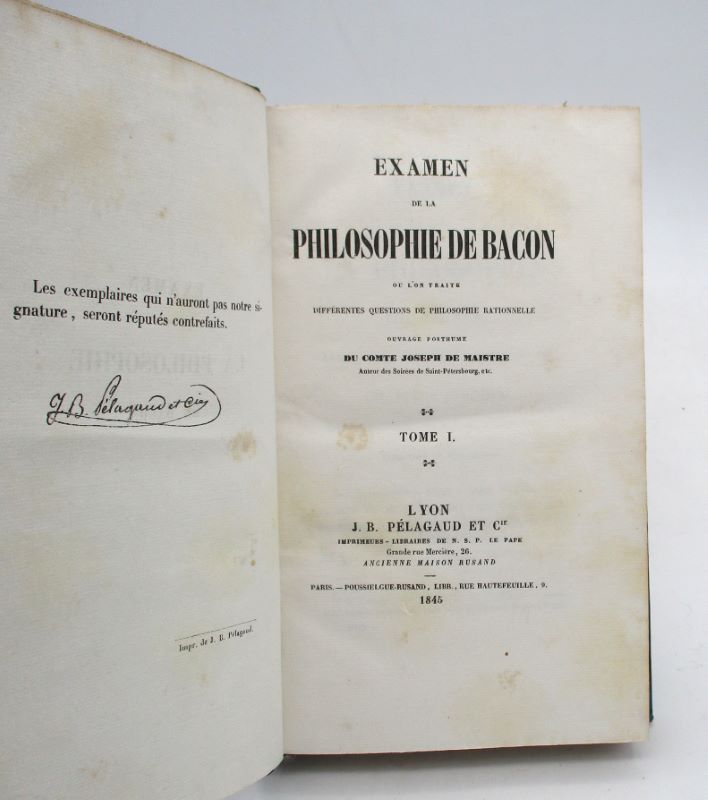 Les exemplaires qui n'auront pas notre si-
gnature, seront réputés contrefaits.
J. B. Pélagaud et Cie
Impr. de J. B. Pélagaud.
EXAMEN
DE LA
PHILOSOPHIE DE BACON
OU L'ON TRAITE
DIFFÉRENTES QUESTIONS DE PHILOSOPHIE RATIONNELLE
OUVRAGE POSTHUME
DU COMTE JOSEPH DE MAISTRE
Auteur des Soirées de Saint-Pétersbourg, etc.
TOME I.
LYON
J. B. PÉLAGAUD ET Cie
IMPRIMEURS-LIBRAIRES DE N. S. P. LE PAPE
Grande rue Mercière, 26.
ANCIENNE MAISON RUSAND
PARIS.—POUSSIELGUE-RUSAND, LIBR., RUE HAUTEFEUILLE, 9.
1845